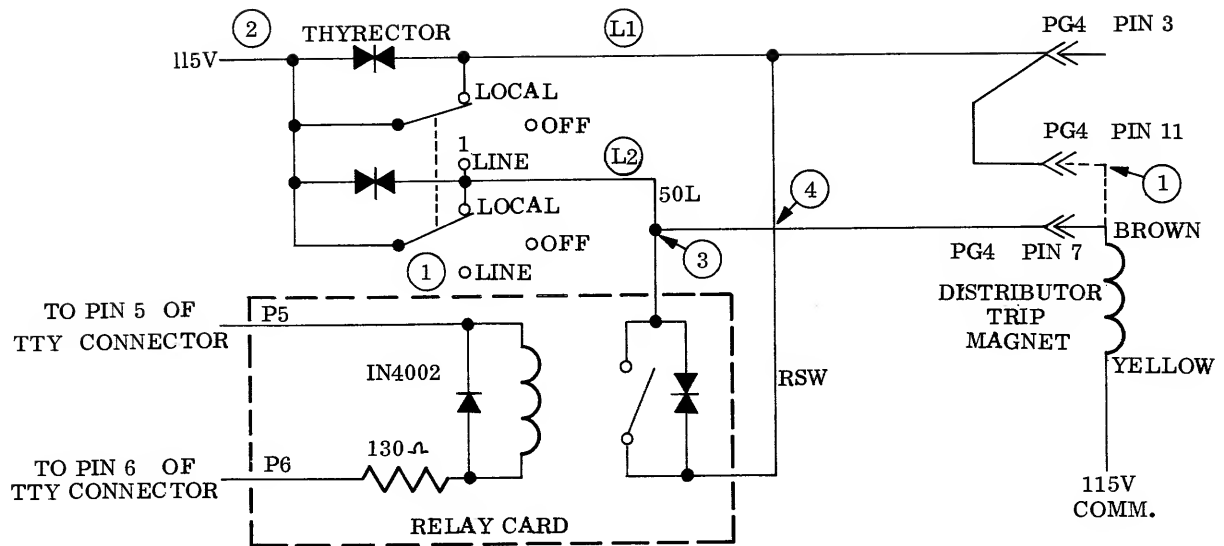 2
THYRECTOR
L1
PG4 PIN 3
115V
LOCAL
OFF
1
LINE
L2
PG4 PIN 11
1
50L
4
LOCAL
OFF
3
BROWN
PG4 PIN 7
1
LINE
DISTRIBUTOR
TRIP
MAGNET
TO PIN 5 OF
TTY CONNECTOR
P5
IN4002
RSW
YELLOW
130Ω
TO PIN 6 OF
TTY CONNECTOR
P6
115V
COMM.
RELAY CARD